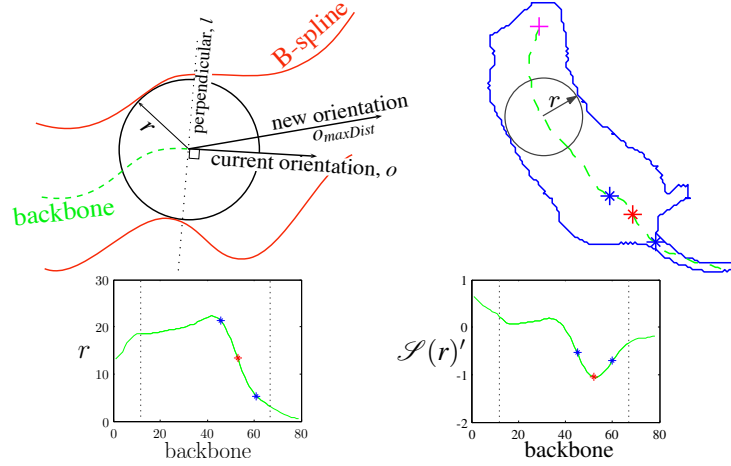 B-spline
perpendicular, l
r
new orientation
o_maxDist
current orientation, o
backbone
r
30
20
10
0
r
0 20 40 60 80
backbone
1
0
-1
-2
𝒮(r)′
0 20 40 60 80
backbone